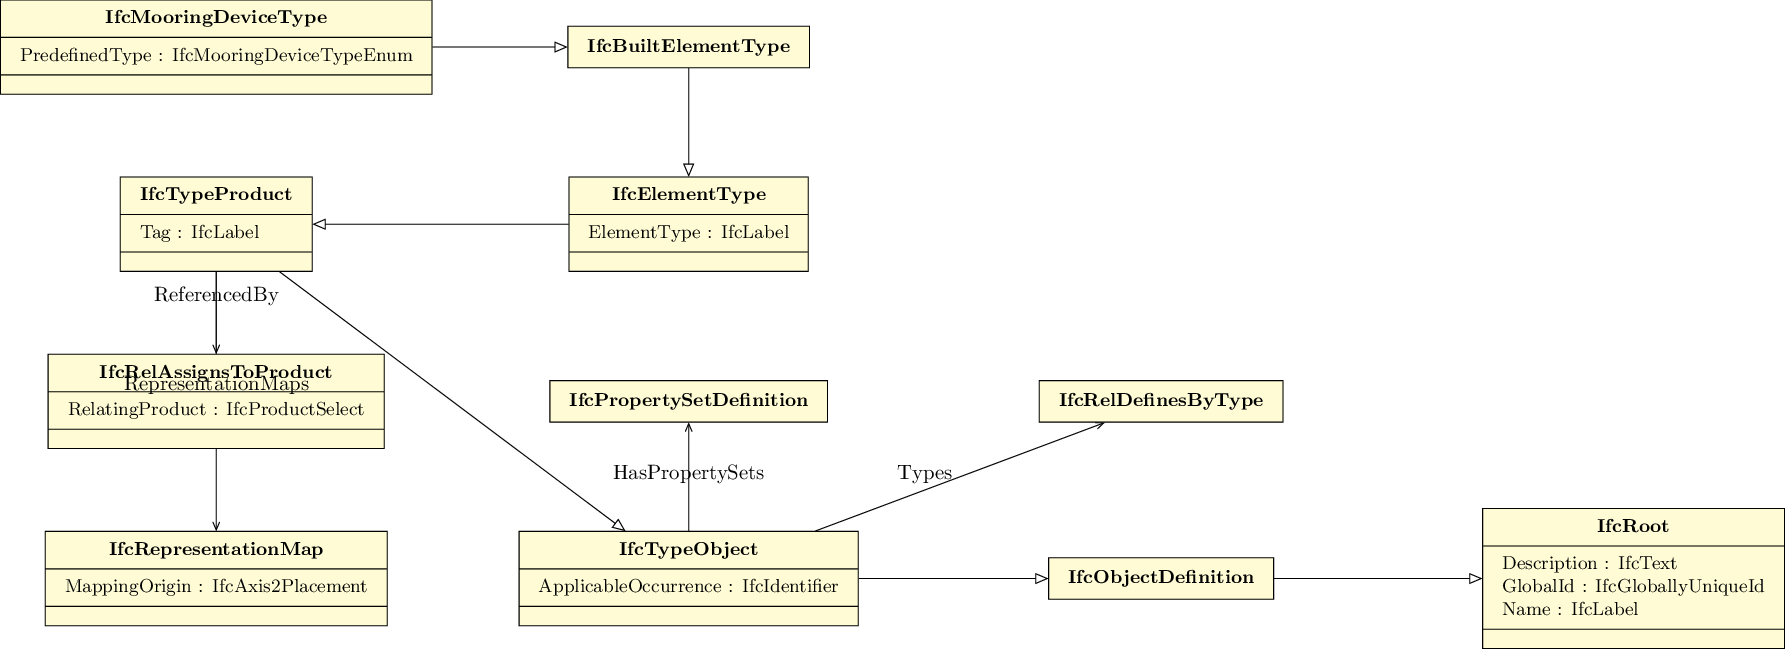 IfcMooringDeviceType
PredefinedType : IfcMooringDeviceTypeEnum
IfcBuiltElementType
IfcTypeProduct
Tag : IfcLabel
IfcElementType
ElementType : IfcLabel
ReferencedBy
IfcRelAssignsToProduct
RepresentationMaps
RelatingProduct : IfcProductSelect
IfcPropertySetDefinition
IfcRelDefinesByType
HasPropertySets
Types
IfcRepresentationMap
MappingOrigin : IfcAxis2Placement
IfcTypeObject
ApplicableOccurrence : IfcIdentifier
IfcObjectDefinition
IfcRoot
Description : IfcText
GlobalId : IfcGloballyUniqueId
Name : IfcLabel